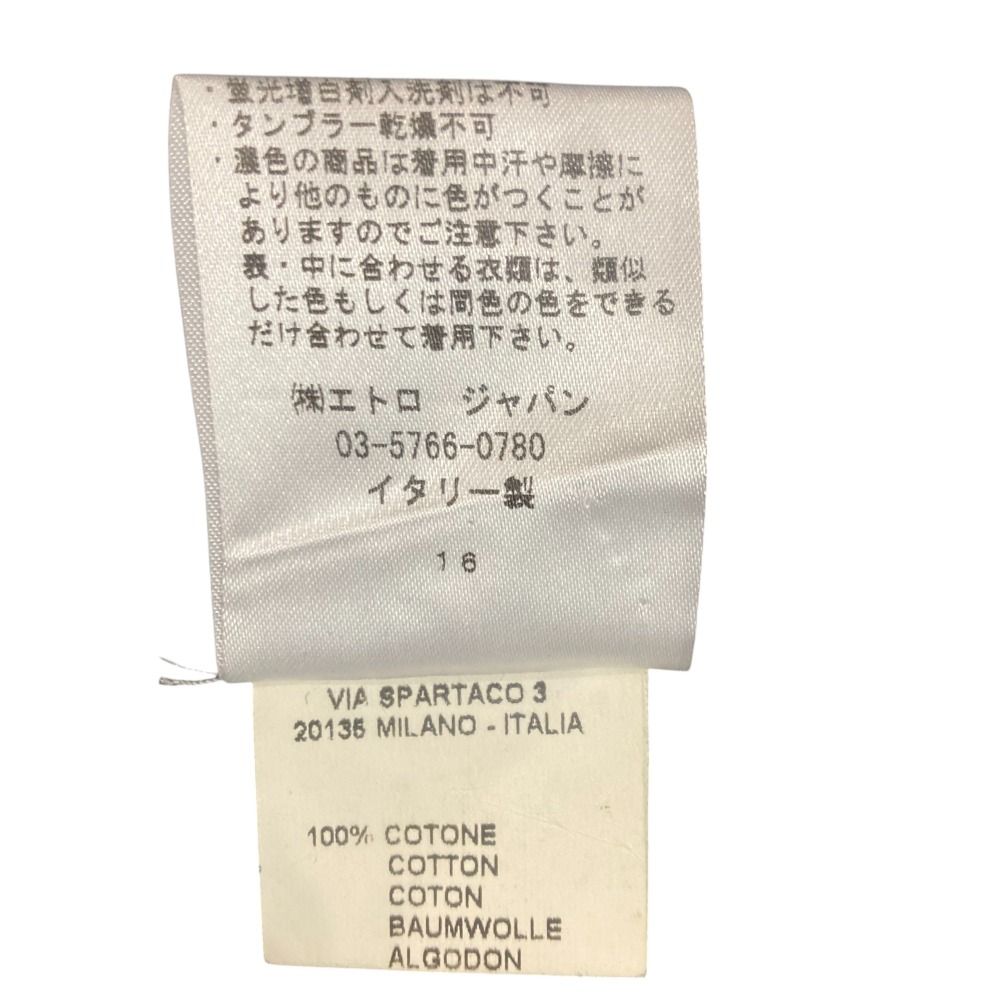 ・蛍光増白剤入洗剤は不可
・タンブラー乾燥不可
・濃色の商品は着用中汗や摩擦に
より他のものに色がつくことが
ありますのでご注意下さい。
表・中に合わせる衣類は、類似
した色もしくは同色の色をできる
だけ合わせて着用下さい。
㈱エトロ ジャパン
03-5766-0780
イタリー製
16
VIA SPARTACO 3
20135 MILANO - ITALIA
100% COTONE
COTTON
COTON
BAUMWOLLE
ALGODON